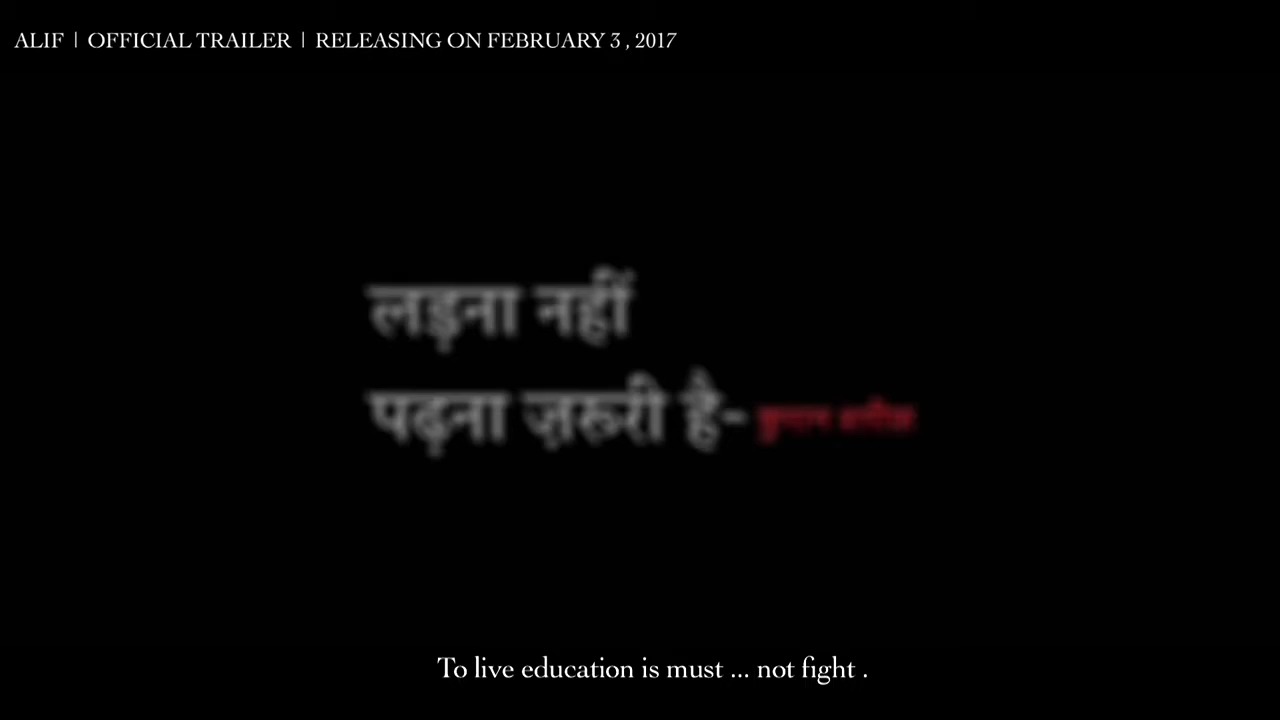 ALIF | OFFICIAL TRAILER | RELEASING ON FEBRUARY 3 , 2017
लड़ना नहीं
पढ़ना ज़रूरी है-
To live education is must ... not fight .